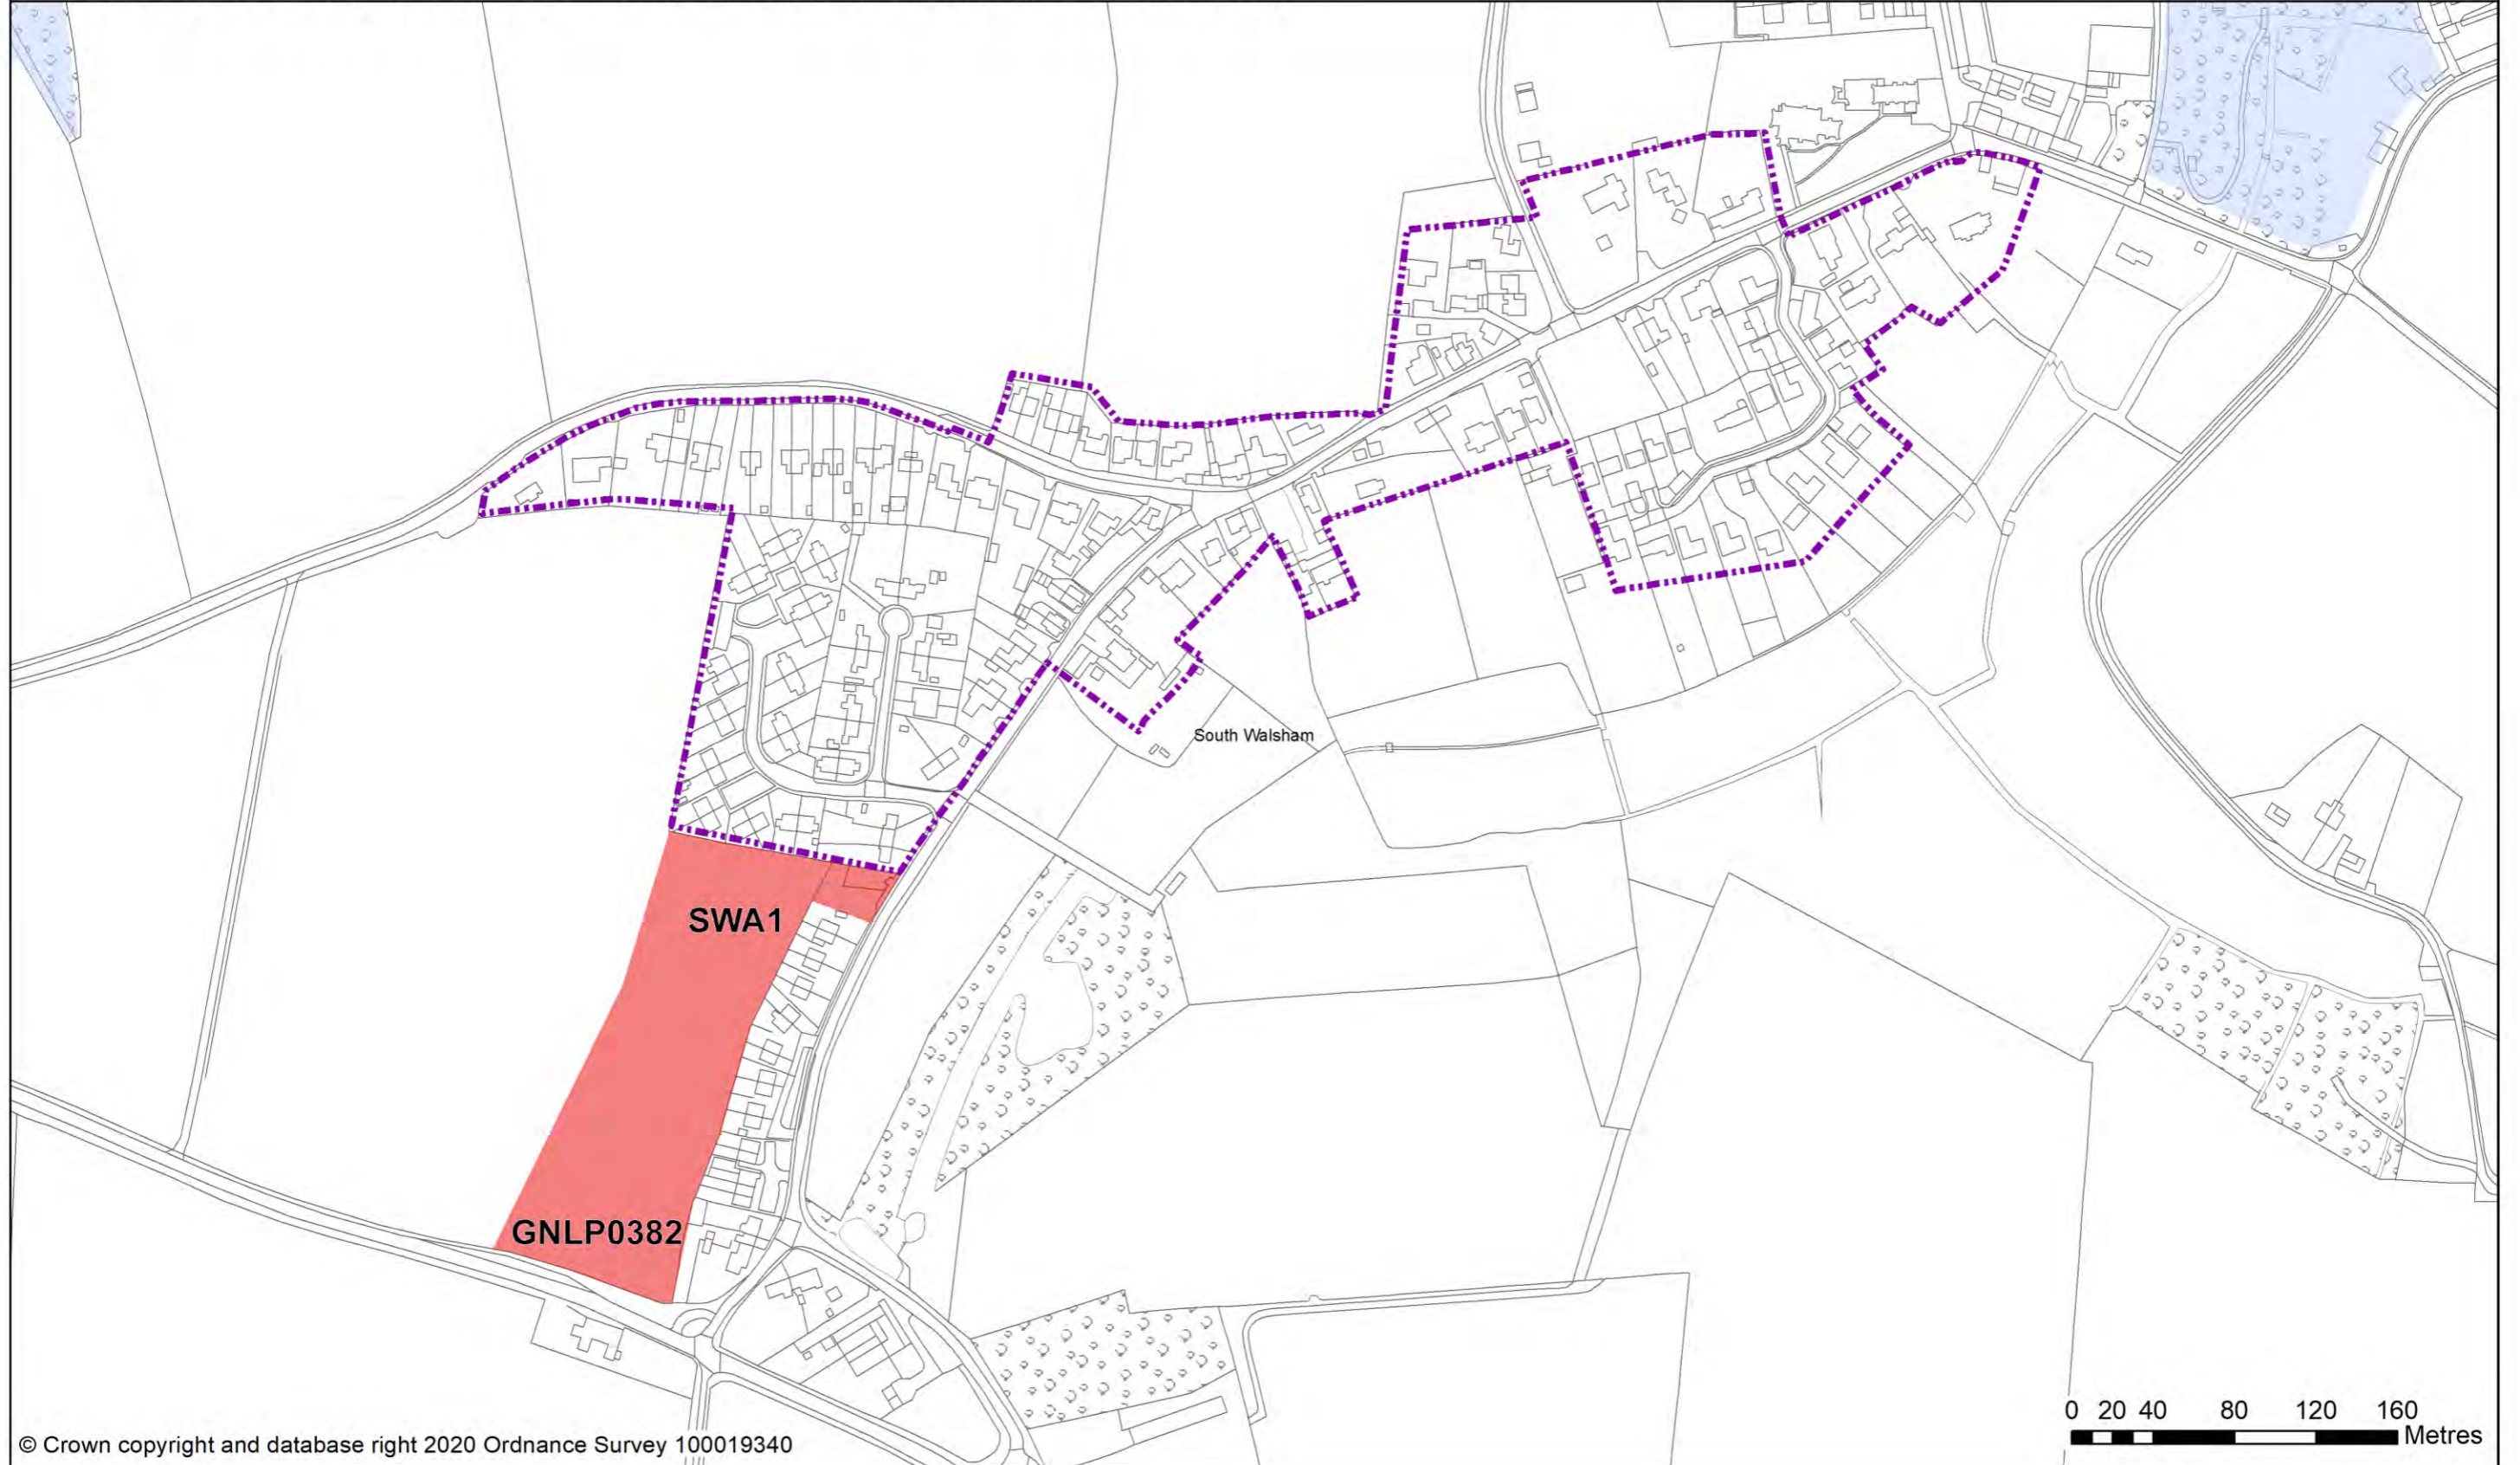 South Walsham
SWA1
GNLP0382
0 20 40 80 120 160
Metres
© Crown copyright and database right 2020 Ordnance Survey 100019340